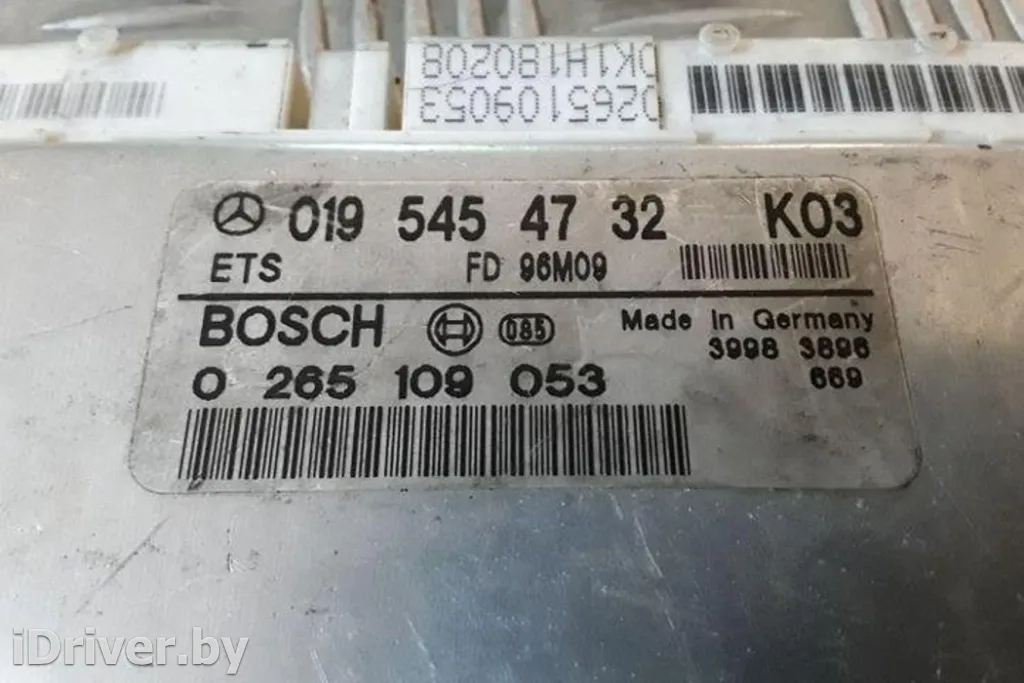 0265109053
DK1H180208
019 545 47 32 K03
ETS FD 96M09
BOSCH 085 Made in Germany
3998 3896
0 265 109 053 669
iDriver.by